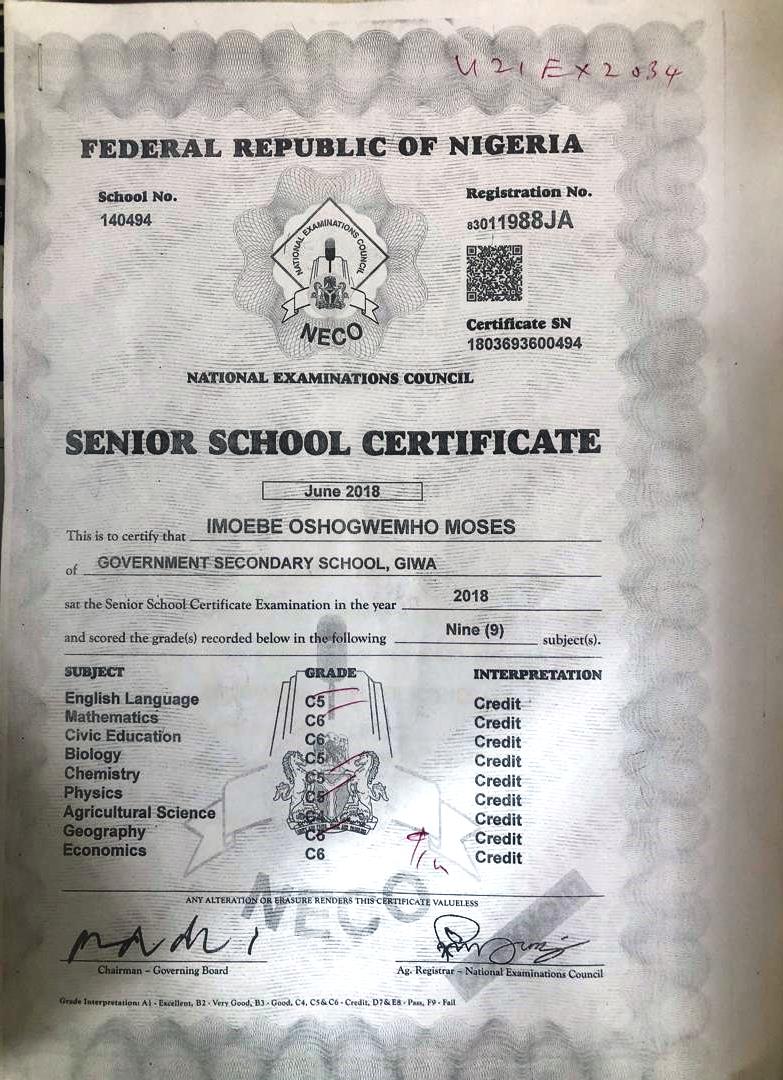 U21EX2034
FEDERAL REPUBLIC OF NIGERIA
School No.
140494
Registration No.
83011988JA
NATIONAL EXAMINATIONS COUNCIL
NECO
Certificate SN
1803693600494
NATIONAL EXAMINATIONS COUNCIL
SENIOR SCHOOL CERTIFICATE
June 2018
This is to certify that IMOEBE OSHOGWEMHO MOSES
of GOVERNMENT SECONDARY SCHOOL, GIWA
sat the Senior School Certificate Examination in the year 2018
and scored the grade(s) recorded below in the following Nine (9) subject(s).
SUBJECT GRADE INTERPRETATION
English Language C5 Credit
Mathematics C6 Credit
Civic Education C6 Credit
Biology C5 Credit
Chemistry C5 Credit
Physics C5 Credit
Agricultural Science C4 Credit
Geography Credit
Economics C6 Credit
NECO
ANY ALTERATION OR ERASURE RENDERS THIS CERTIFICATE VALUELESS
Chairman – Governing Board
Ag. Registrar – National Examinations Council
Grade Interpretation: A1 - Excellent, B2 - Very Good, B3 - Good, C4, C5 & C6 - Credit, D7 & E8 - Pass, F9 - Fail